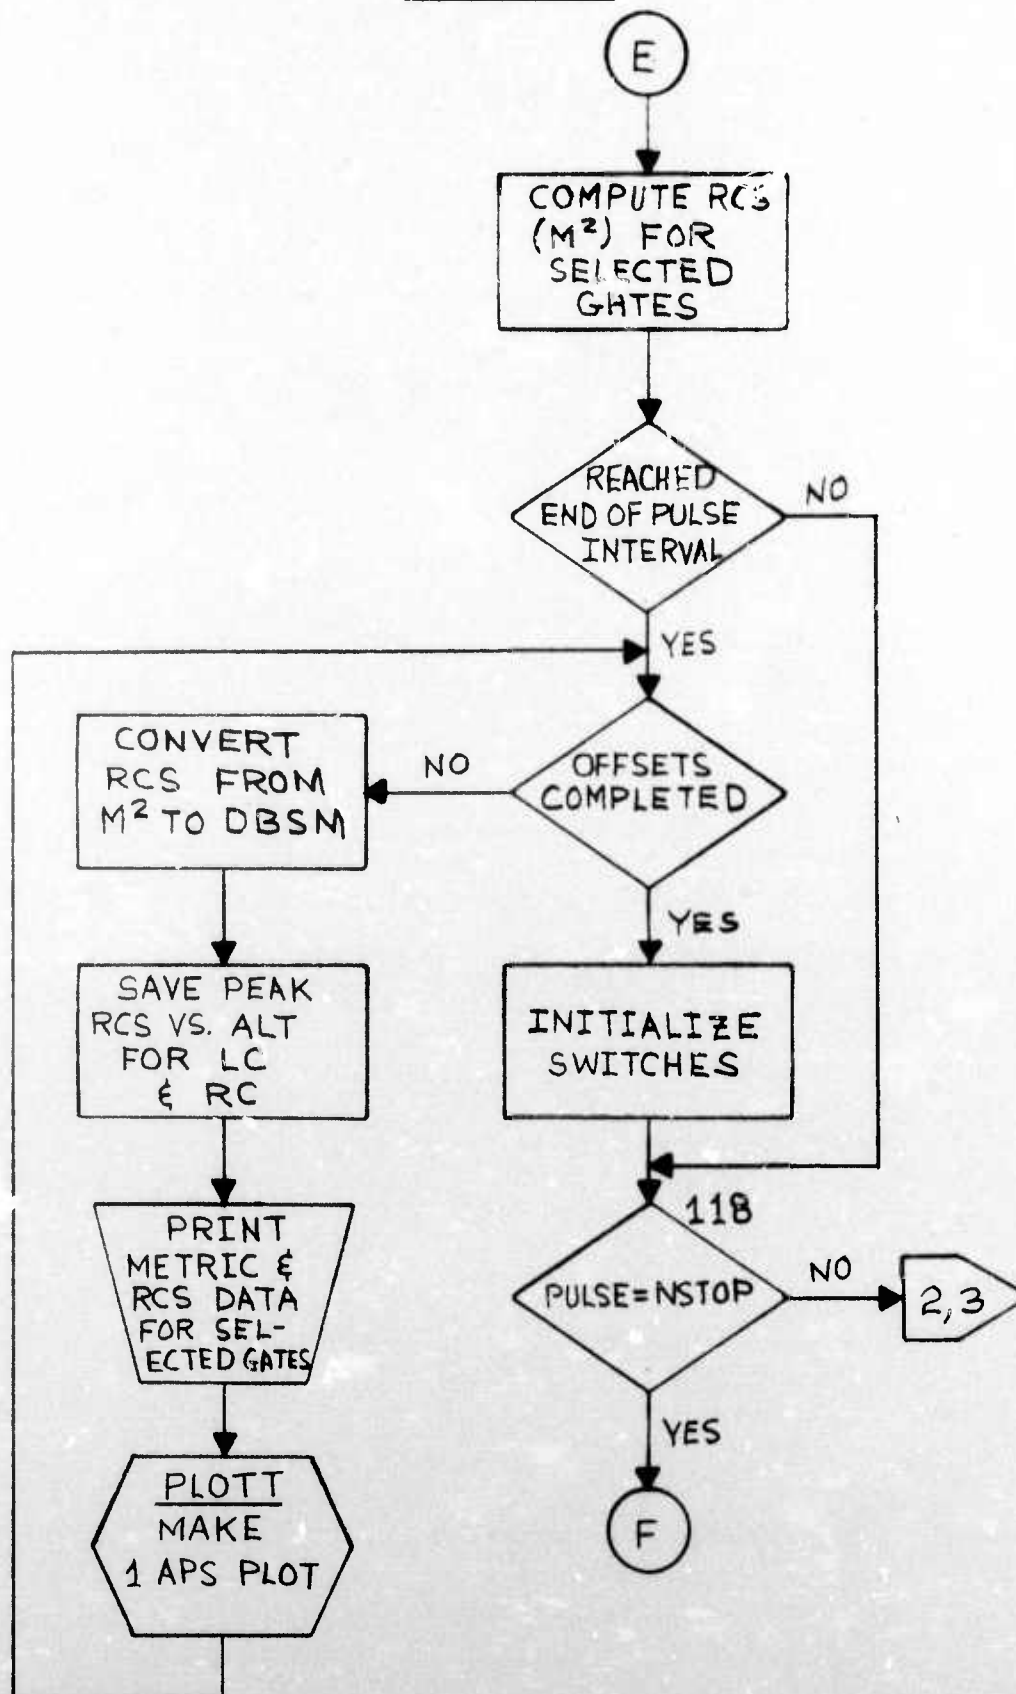 E
COMPUTE RCS
(M²) FOR
SELECTED
GHTES
REACHED
END OF PULSE
INTERVAL
NO
YES
OFFSETS
COMPLETED
NO
YES
CONVERT
RCS FROM
M² TO DBSM
SAVE PEAK
RCS VS. ALT
FOR LC
& RC
PRINT
METRIC &
RCS DATA
FOR SEL-
ECTED GATES
PLOTT
MAKE
1 APS PLOT
INITIALIZE
SWITCHES
118
PULSE=NSTOP
NO
2,3
YES
F